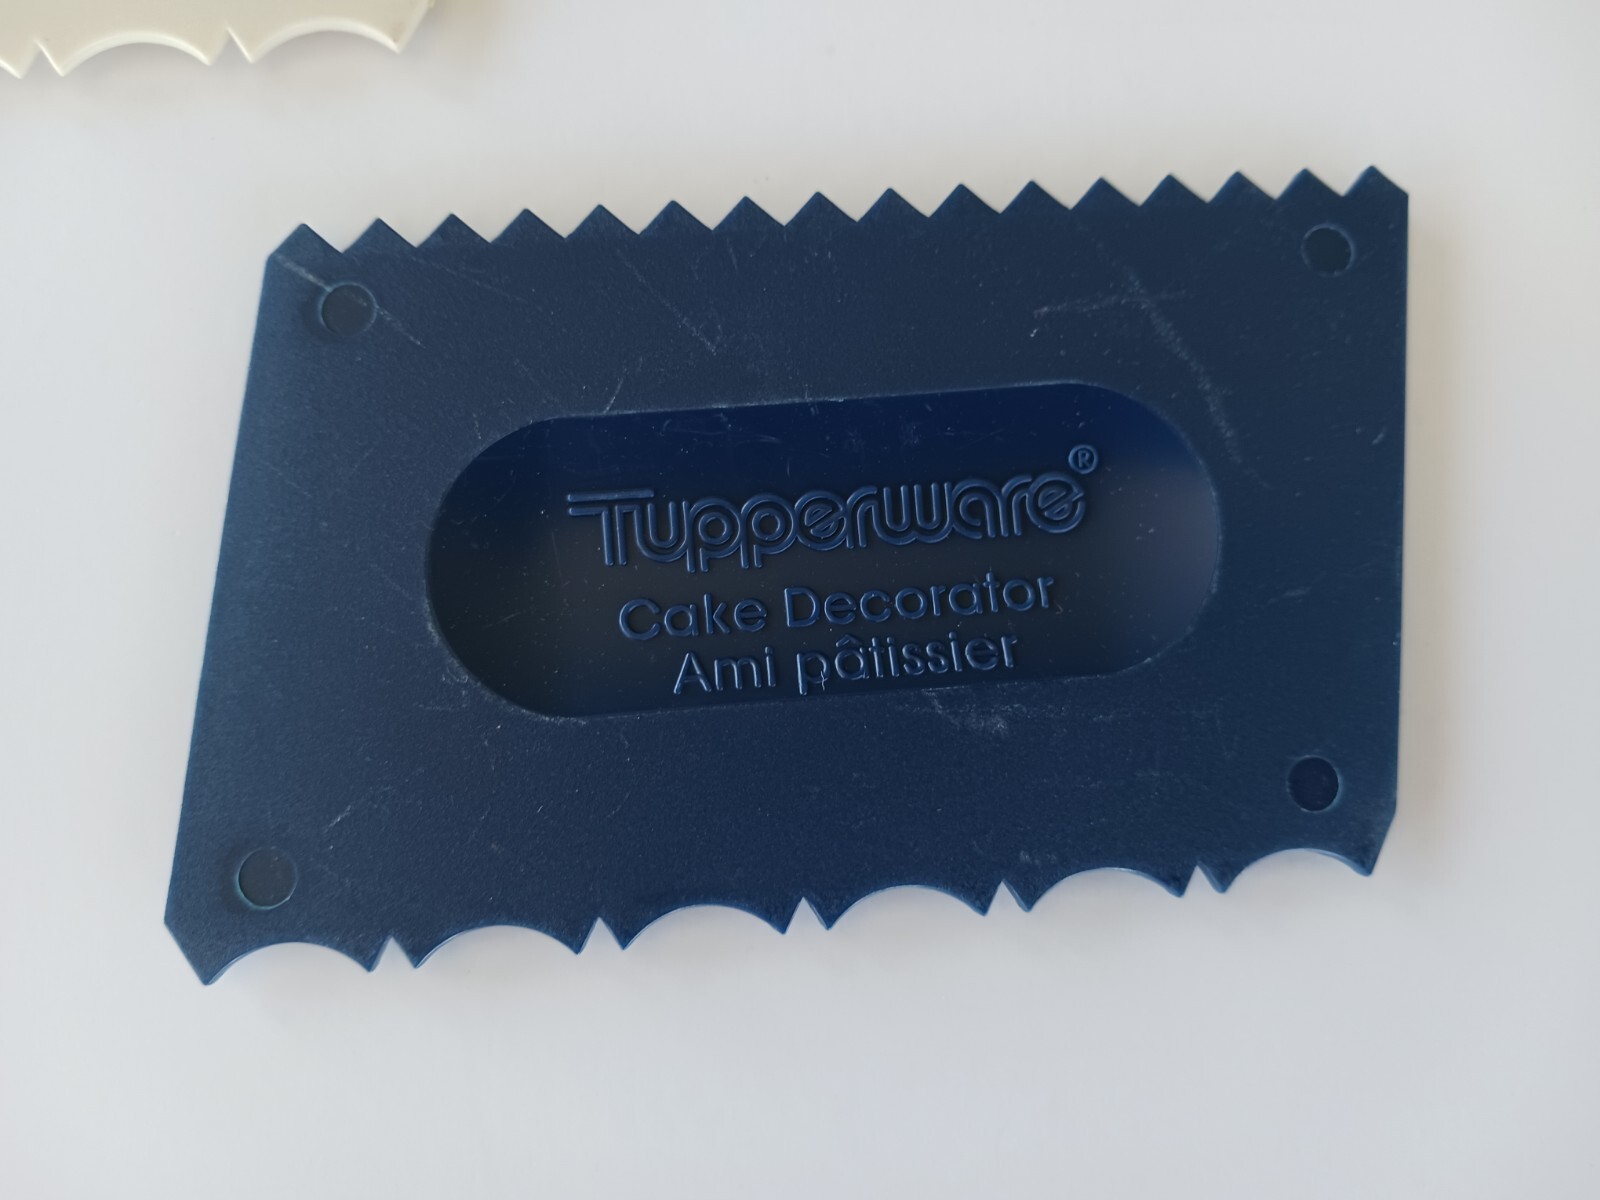 Tupperware®
Cake Decorator
Ami pâtissier